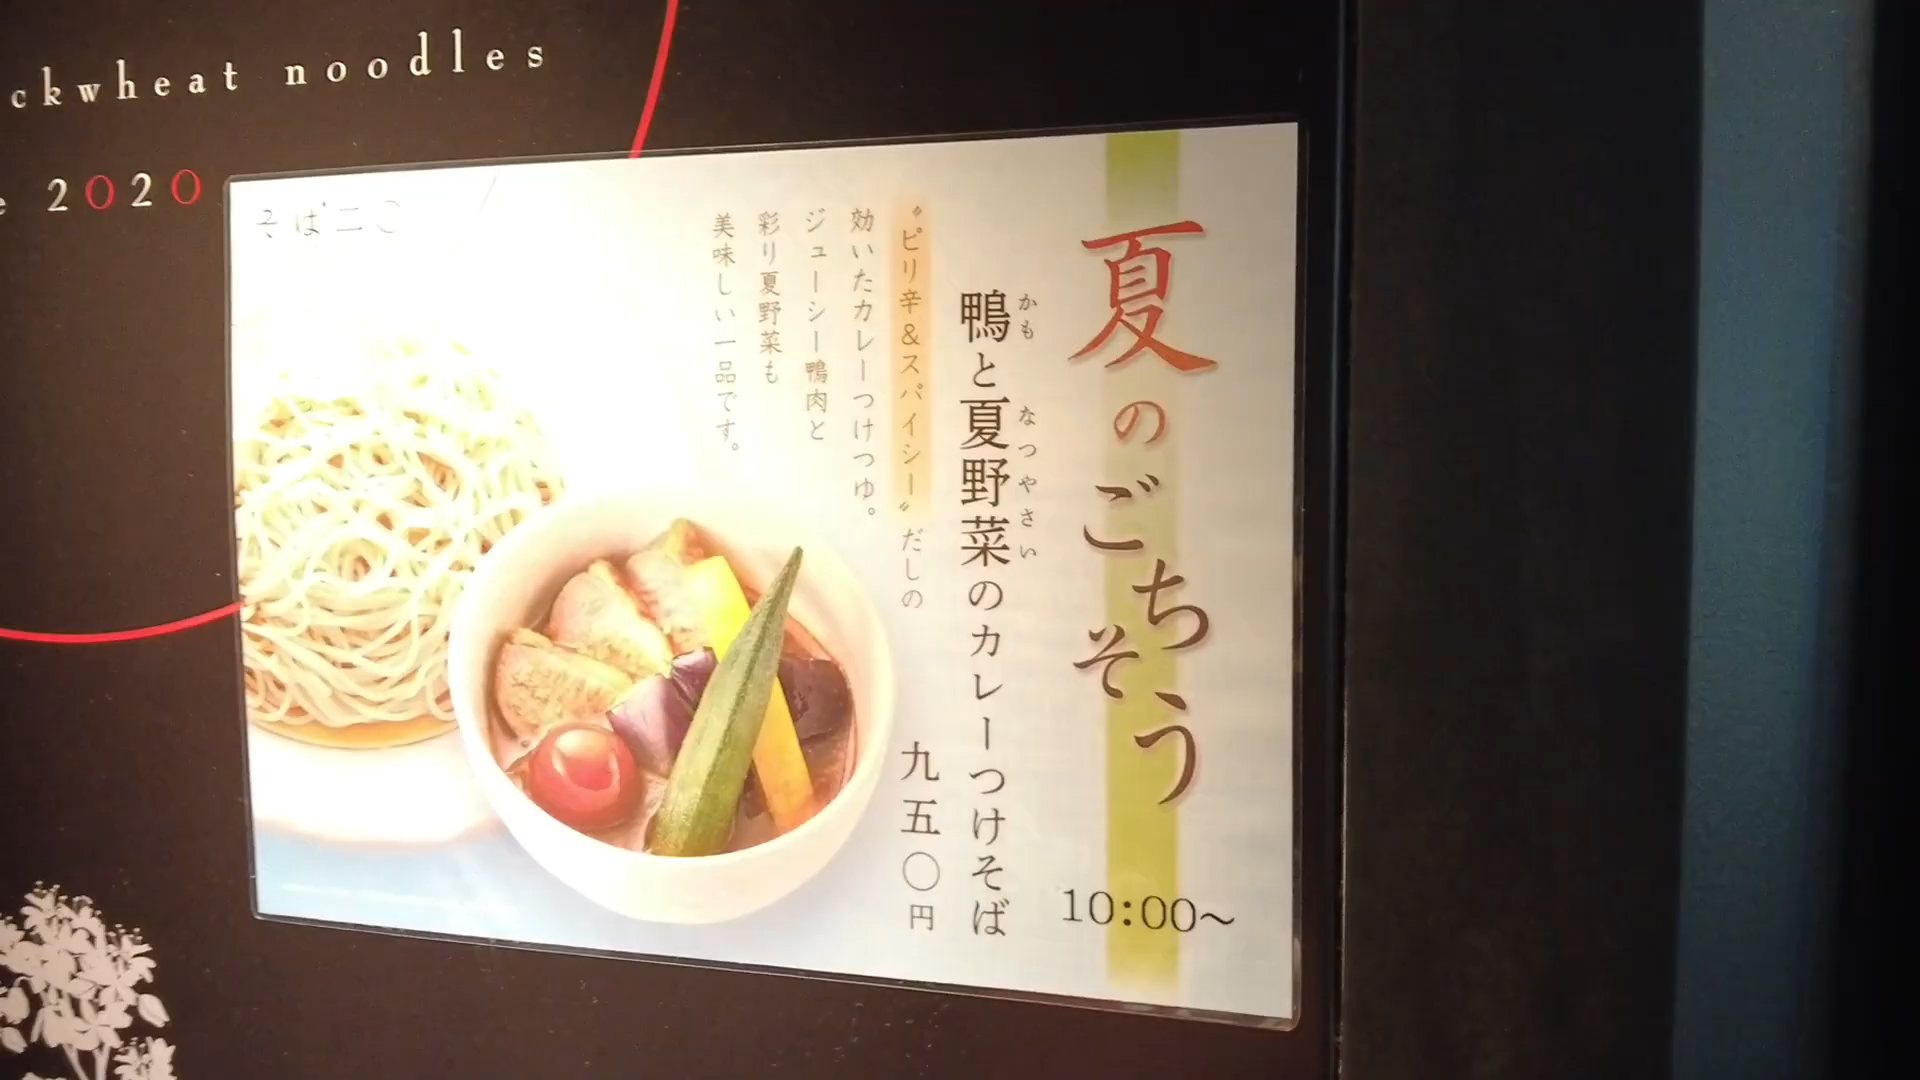 ckwheat noodles
e 2020
そば二〇
夏のごちそう
10:00~
鴨と夏野菜のカレーつけそば
かも なつやさい
九五〇円
〝ピリ辛&スパイシー〟だしの
効いたカレーつけつゆ。
ジューシー鴨肉と
彩り夏野菜も
美味しい一品です。